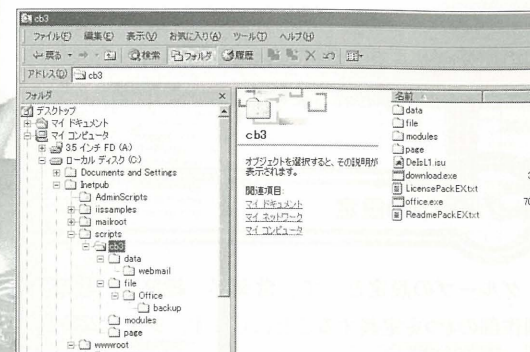 cb3
ファイル(F) 編集(E) 表示(V) お気に入り(A) ツール(T) ヘルプ(H)
戻る 検索 フォルダ 履歴
アドレス(D) cb3
フォルダ ×
デスクトップ
マイ ドキュメント
マイ コンピュータ
3.5 インチ FD (A)
ローカル ディスク (C)
Documents and Settings
Inetpub
AdminScripts
iissamples
mailroot
scripts
cb3
data
webmail
file
Office
backup
modules
page
wwwroot
cb3
オブジェクトを選択すると、その説明が
表示されます。
関連項目:
マイ ドキュメント
マイ ネットワーク
マイ コンピュータ
名前
data
file
modules
page
DeIsL1.isu
download.exe 3
LicensePackEX.txt
office.exe 70
ReadmePackEX.txt